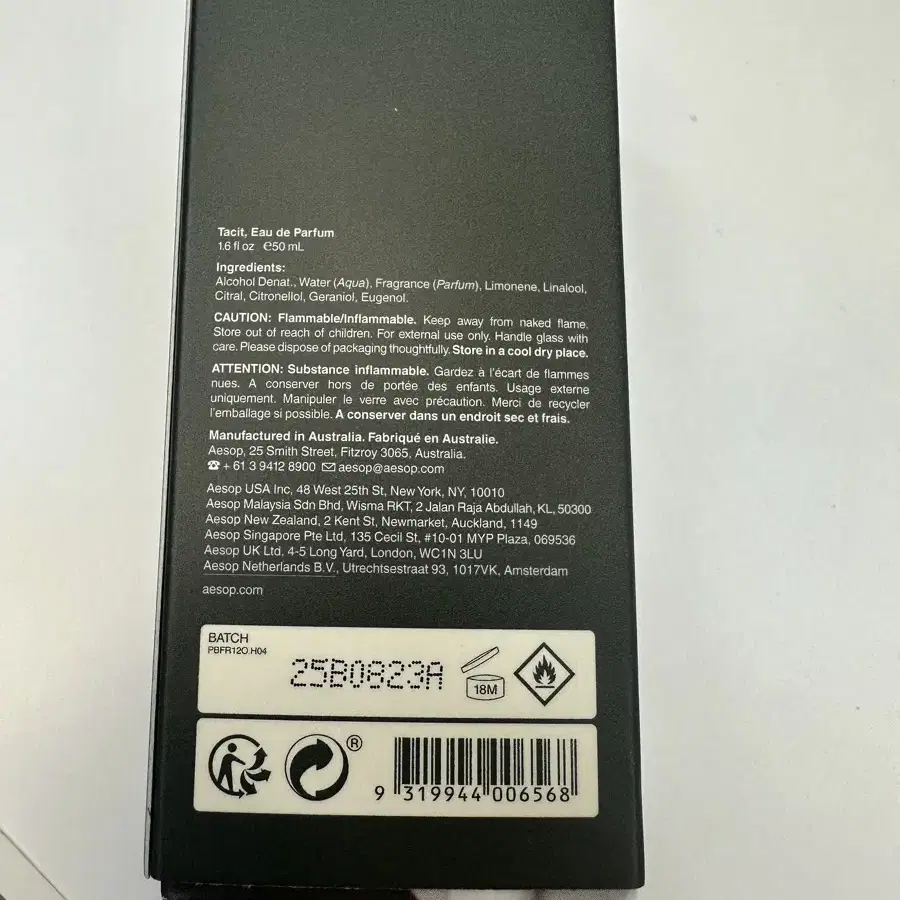 Tacit, Eau de Parfum
1.6 fl oz ℮50 mL
Ingredients:
Alcohol Denat., Water (Aqua), Fragrance (Parfum), Limonene, Linalool,
Citral, Citronellol, Geraniol, Eugenol.
CAUTION: Flammable/Inflammable. Keep away from naked flame.
Store out of reach of children. For external use only. Handle glass with
care. Please dispose of packaging thoughtfully. Store in a cool dry place.
ATTENTION: Substance inflammable. Gardez à l'écart de flammes
nues. A conserver hors de portée des enfants. Usage externe
uniquement. Manipuler le verre avec précaution. Merci de recycler
l'emballage si possible. A conserver dans un endroit sec et frais.
Manufactured in Australia. Fabriqué en Australie.
Aesop, 25 Smith Street, Fitzroy 3065, Australia.
☎ + 61 3 9412 8900 ✉ aesop@aesop.com
Aesop USA Inc, 48 West 25th St, New York, NY, 10010
Aesop Malaysia Sdn Bhd, Wisma RKT, 2 Jalan Raja Abdullah, KL, 50300
Aesop New Zealand, 2 Kent St, Newmarket, Auckland, 1149
Aesop Singapore Pte Ltd, 135 Cecil St, #10-01 MYP Plaza, 069536
Aesop UK Ltd, 4-5 Long Yard, London, WC1N 3LU
Aesop Netherlands B.V., Utrechtsestraat 93, 1017VK, Amsterdam
aesop.com
BATCH
PBFR12O.H04
25B0823A
18M
®
9 319944 006568